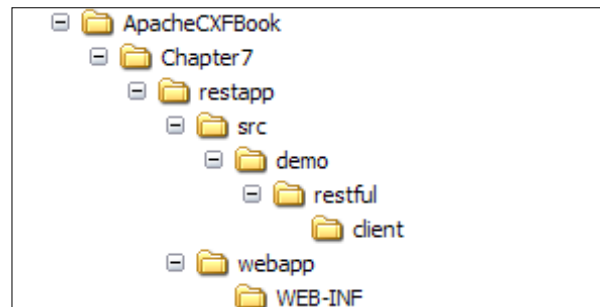 ApacheCXFBook
Chapter7
restapp
src
demo
restful
client
webapp
WEB-INF